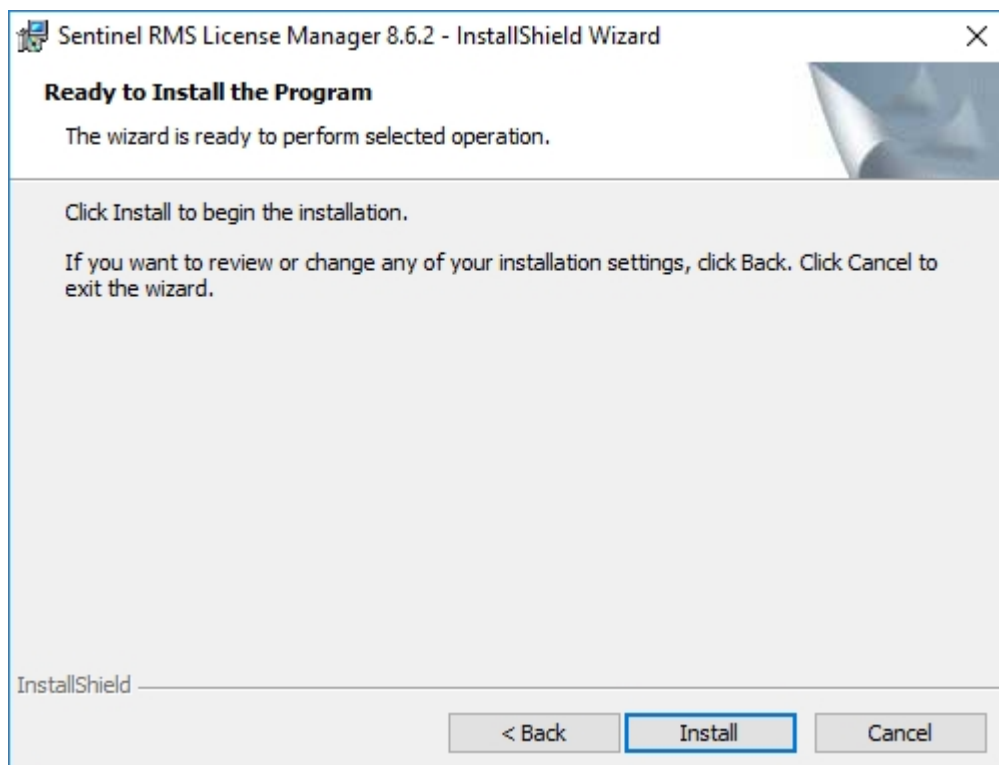 Sentinel RMS License Manager 8.6.2 - InstallShield Wizard
Ready to Install the Program
The wizard is ready to perform selected operation.
Click Install to begin the installation.
If you want to review or change any of your installation settings, click Back. Click Cancel to
exit the wizard.
InstallShield
< Back
Install
Cancel